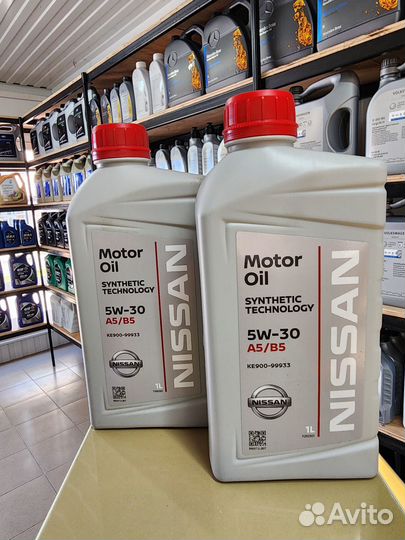 Motor
Oil
SYNTHETIC
TECHNOLOGY
5W-30
A5/B5
KE900-99933
NISSAN
1L
NISSAN
Motor
Oil
SYNTHETIC
TECHNOLOGY
5W-30
A5/B5
KE900-99933
NISSAN
1L
NISSAN
VOLKSWAGEN
Avito